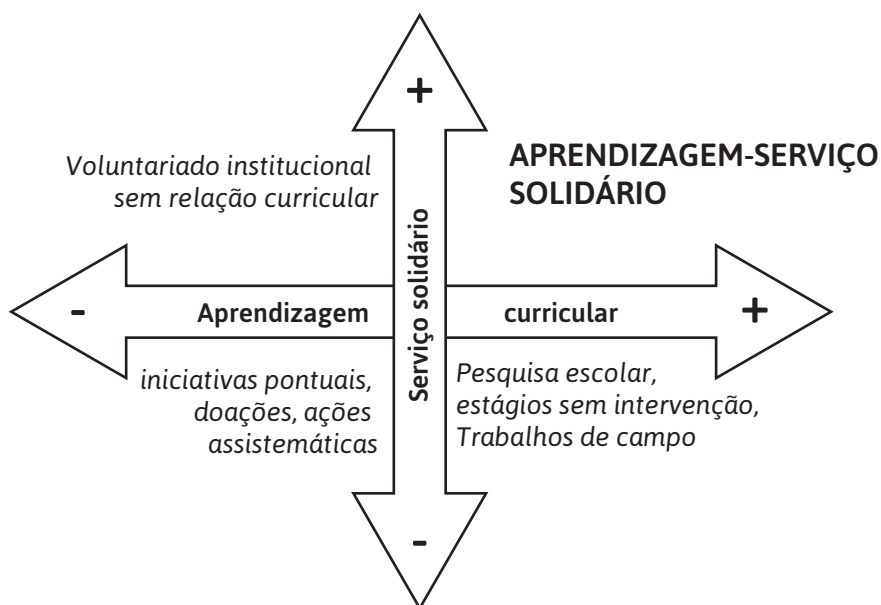 +
Voluntariado institucional
sem relação curricular
APRENDIZAGEM-SERVIÇO
SOLIDÁRIO
-
Aprendizagem
Serviço solidário
curricular
+
iniciativas pontuais,
doações, ações
assistemáticas
Pesquisa escolar,
estágios sem intervenção,
Trabalhos de campo
-